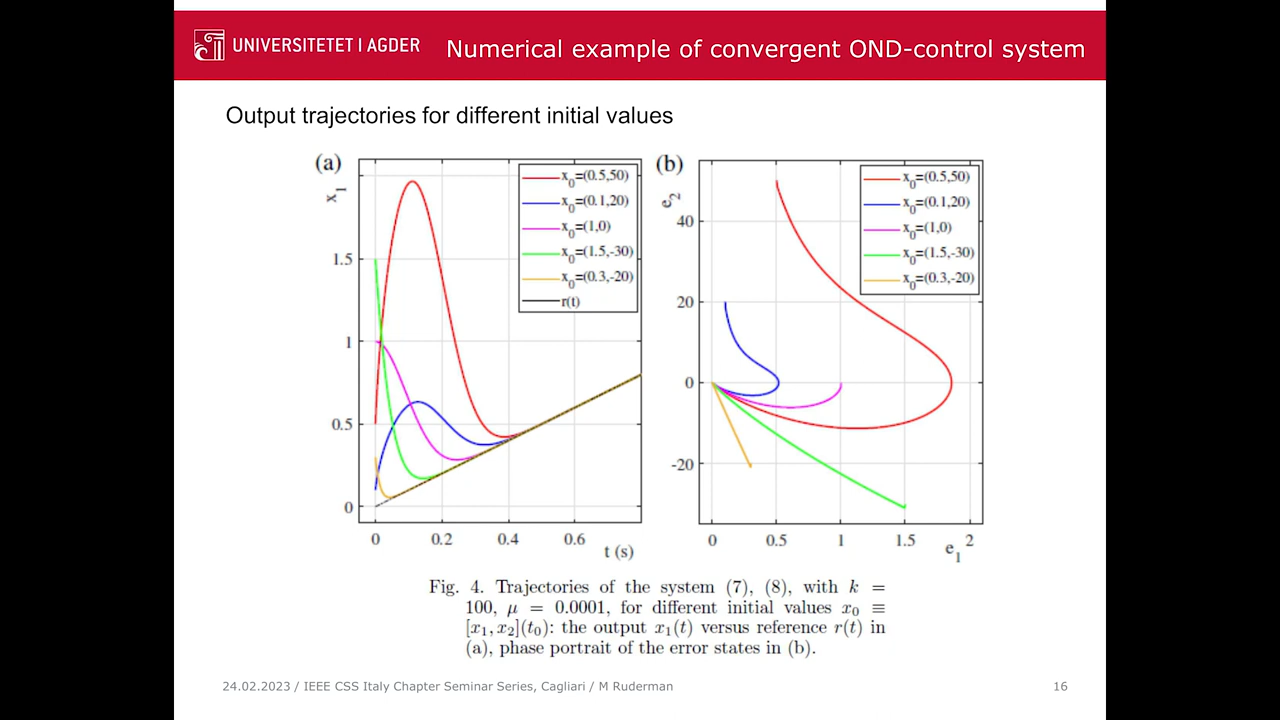 UNIVERSITETET I AGDER
Numerical example of convergent OND-control system
Output trajectories for different initial values
(a)
x₁
1.5
1
0.5
0
0
0.2
0.4
0.6
t (s)
x₀=(0.5,50)
x₀=(0.1,20)
x₀=(1,0)
x₀=(1.5,-30)
x₀=(0.3,-20)
r(t)
(b)
e₂
40
20
0
-20
0
0.5
1
1.5
2
e₁
x₀=(0.5,50)
x₀=(0.1,20)
x₀=(1,0)
x₀=(1.5,-30)
x₀=(0.3,-20)
Fig. 4. Trajectories of the system (7), (8), with k =
100, μ = 0.0001, for different initial values x₀ ≡
[x₁, x₂](t₀): the output x₁(t) versus reference r(t) in
(a), phase portrait of the error states in (b).
24.02.2023 / IEEE CSS Italy Chapter Seminar Series, Cagliari / M Ruderman
16